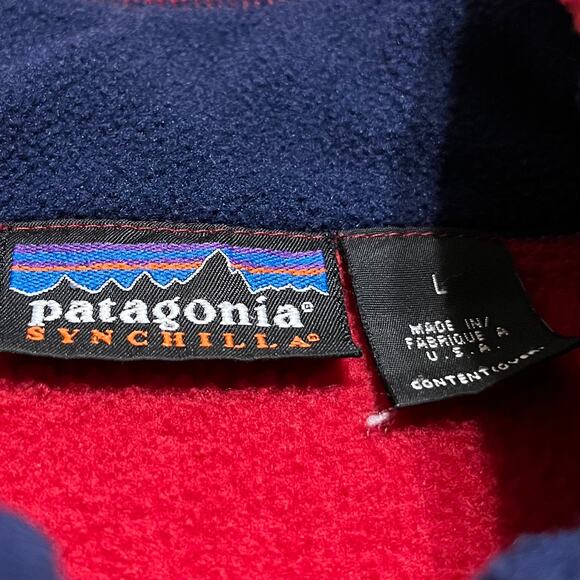 patagonia®
SYNCHILLA®
L
MADE IN/
FABRIQUE A
U.S.A.